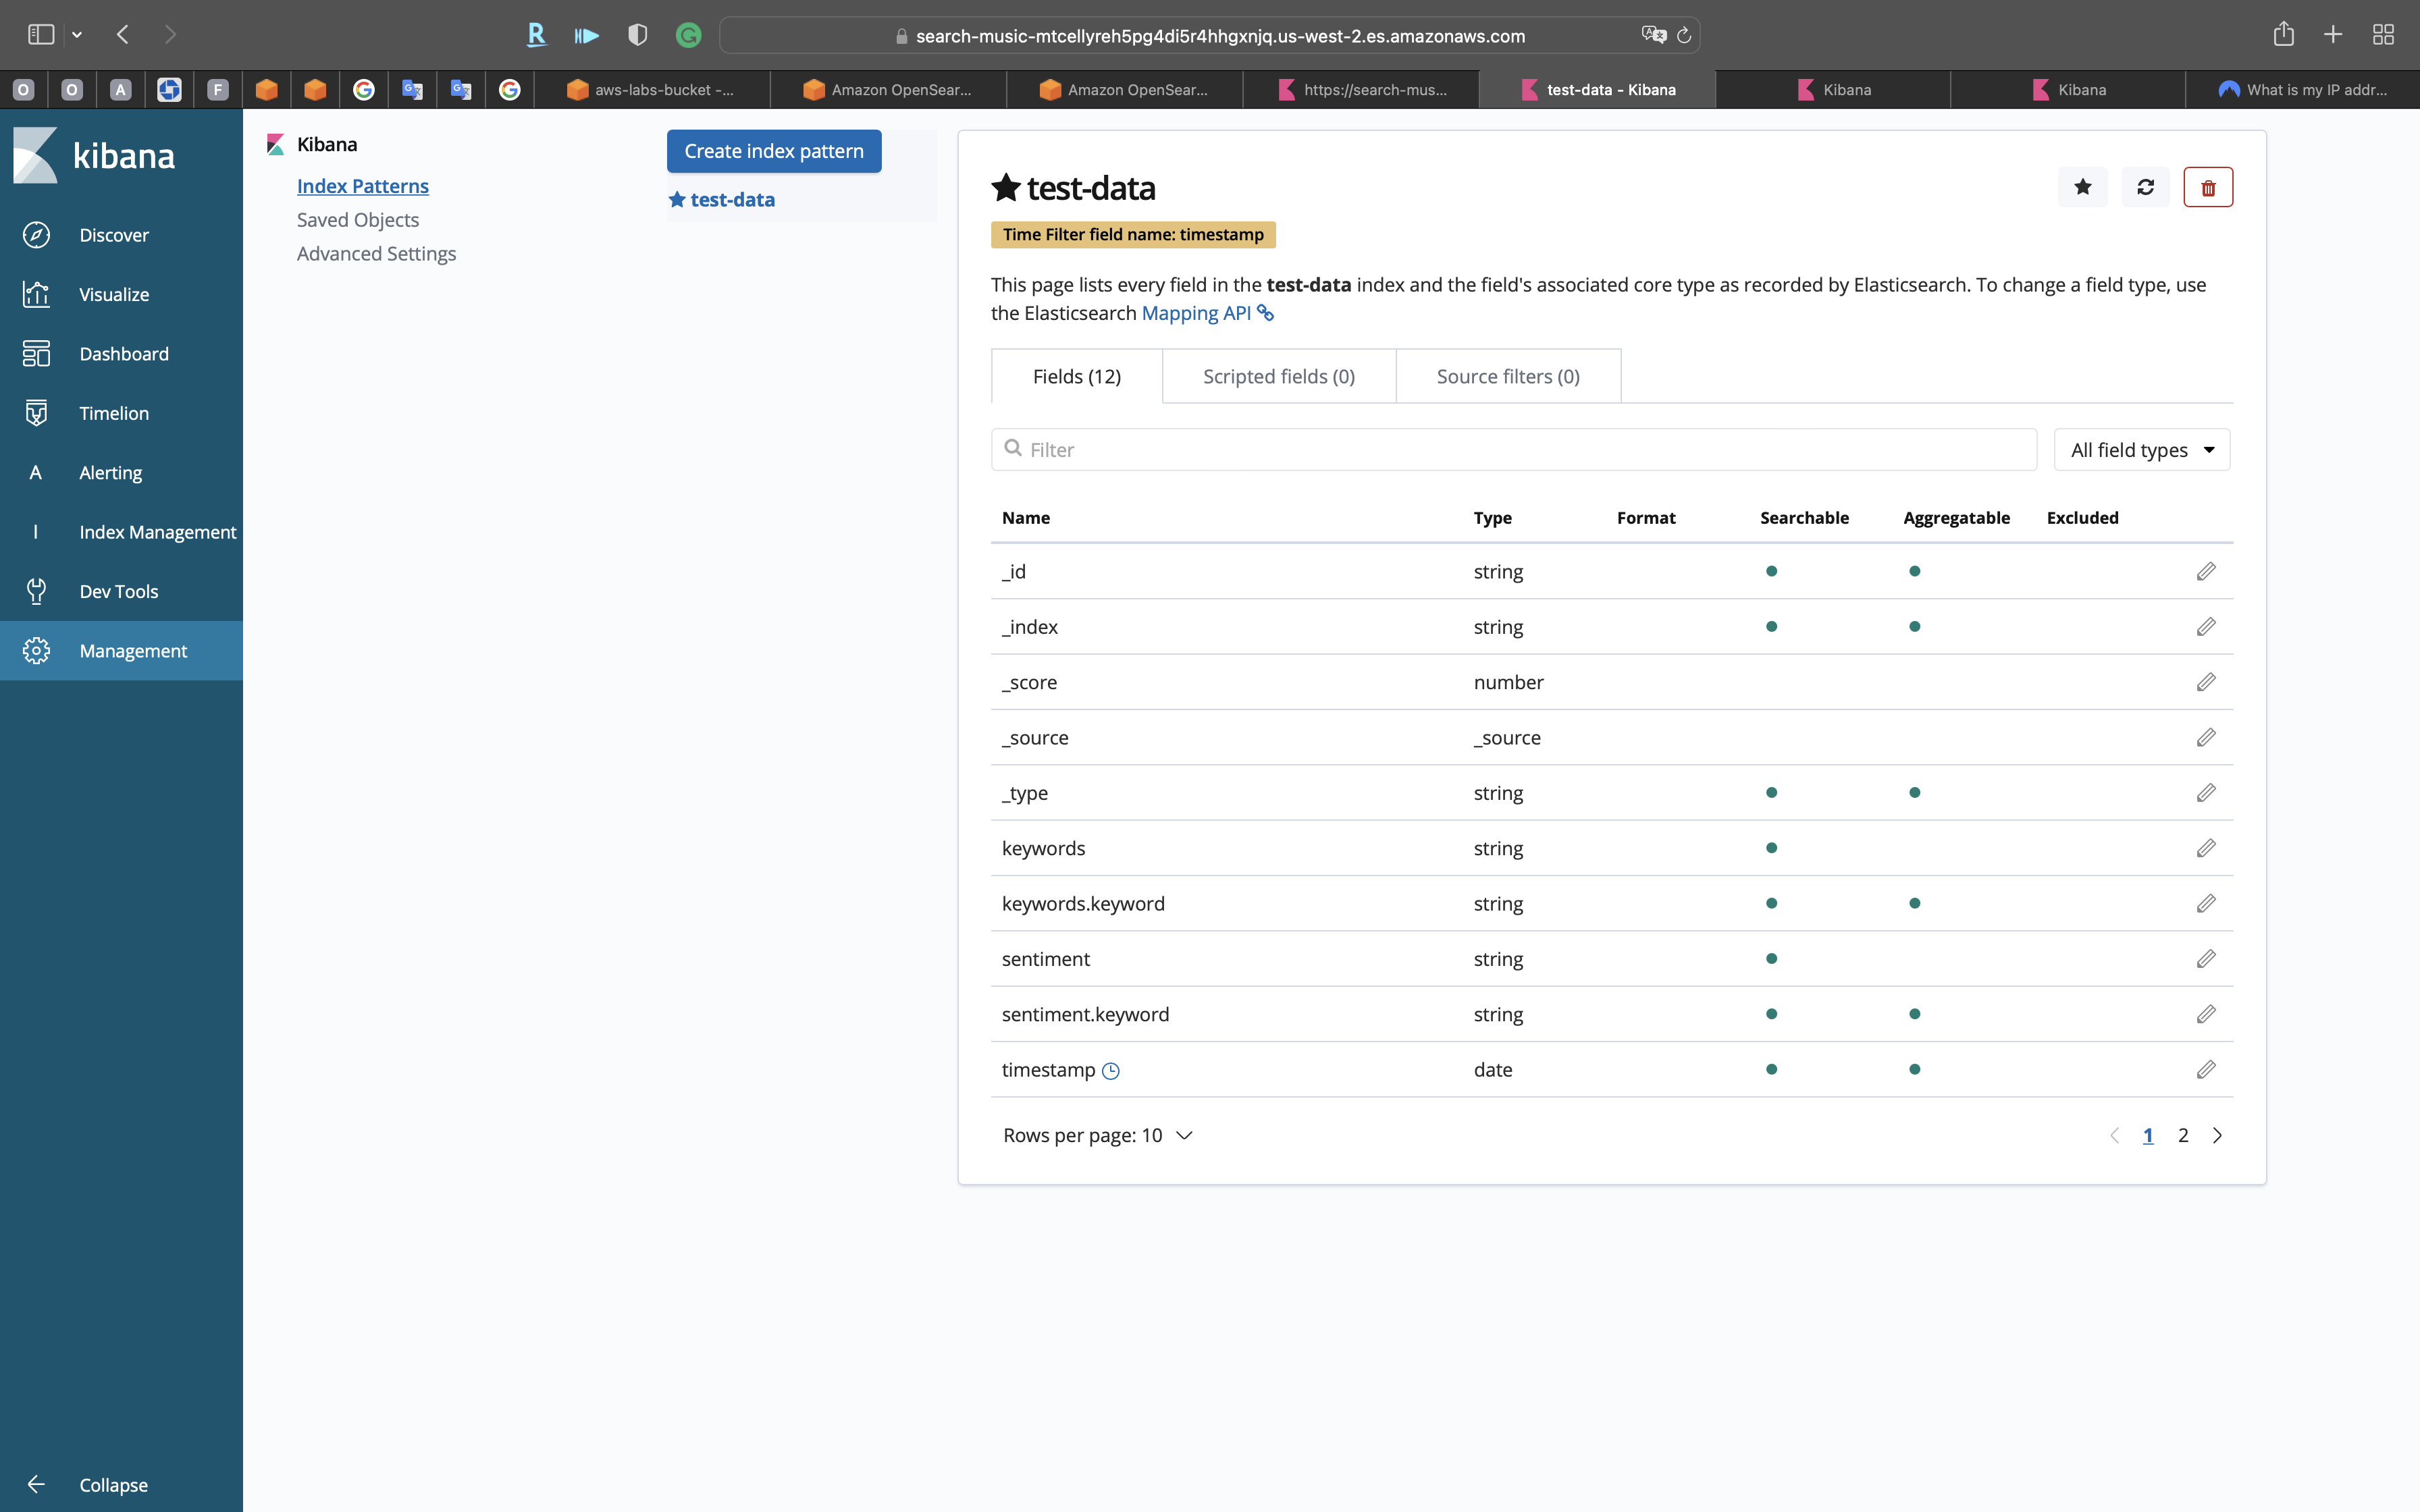 search-music-mtcellyreh5pg4di5r4hhgxnjq.us-west-2.es.amazonaws.com
O O A F aws-labs-bucket -... Amazon OpenSear... Amazon OpenSear... https://search-mus... test-data - Kibana Kibana Kibana What is my IP addr...
kibana
Discover
Visualize
Dashboard
Timelion
A Alerting
I Index Management
Dev Tools
Management
Collapse
Kibana
Index Patterns
Saved Objects
Advanced Settings
Create index pattern
★ test-data
★ test-data
Time Filter field name: timestamp
This page lists every field in the test-data index and the field's associated core type as recorded by Elasticsearch. To change a field type, use
the Elasticsearch Mapping API
Fields (12) Scripted fields (0) Source filters (0)
Filter All field types
Name Type Format Searchable Aggregatable Excluded
_id string
_index string
_score number
_source _source
_type string
keywords string
keywords.keyword string
sentiment string
sentiment.keyword string
timestamp date
Rows per page: 10 1 2